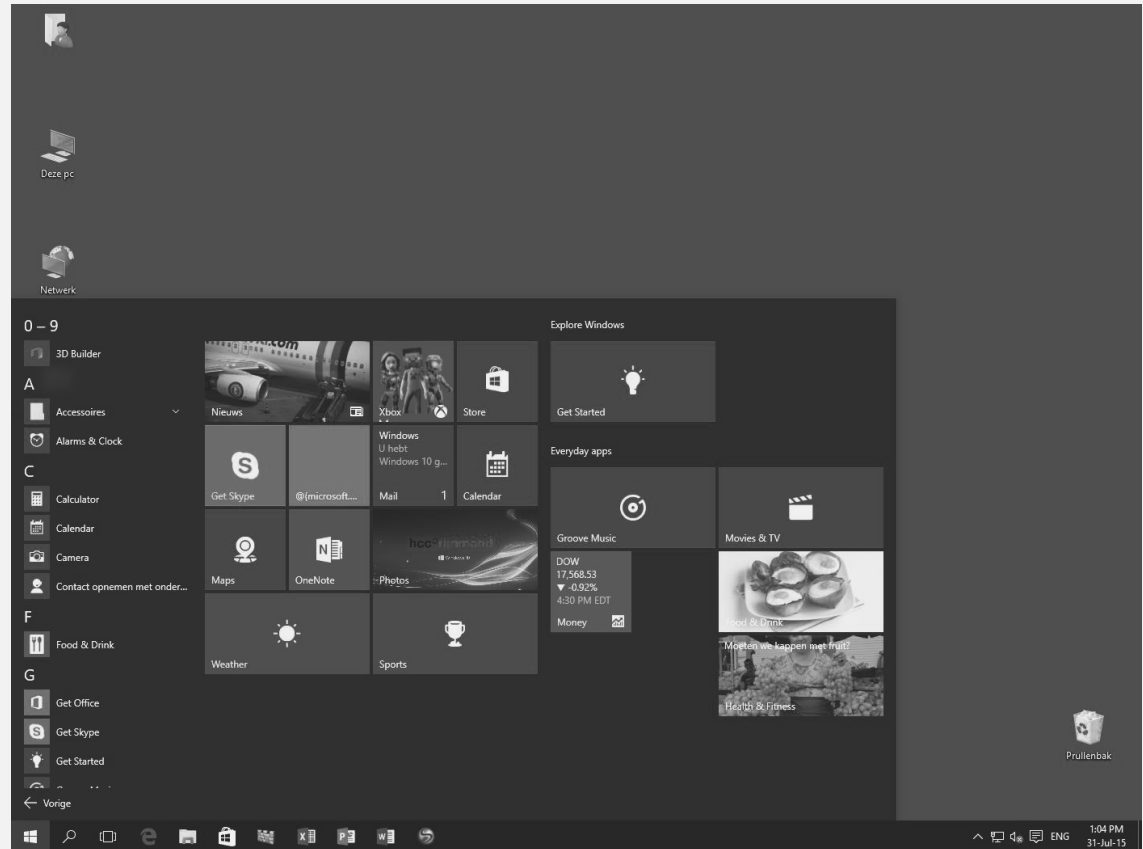 Deze pc
Netwerk
0 – 9
3D Builder
A
Accessoires
Alarms & Clock
C
Calculator
Calendar
Camera
Contact opnemen met onder...
F
Food & Drink
G
Get Office
Get Skype
Get Started
Vorige
Nieuws
Xbox
Store
Get Skype
@{microsoft....
Windows
U hebt
Windows 10 g...
Mail 1
Calendar
Maps
OneNote
Photos
Weather
Sports
Explore Windows
Get Started
Everyday apps
Groove Music
Movies & TV
DOW
17,568.53
▼ -0.92%
4:30 PM EDT
Money
Food & Drink
Moeten we kappen met fruit?
Health & Fitness
Prullenbak
ENG
1:04 PM
31-Jul-15